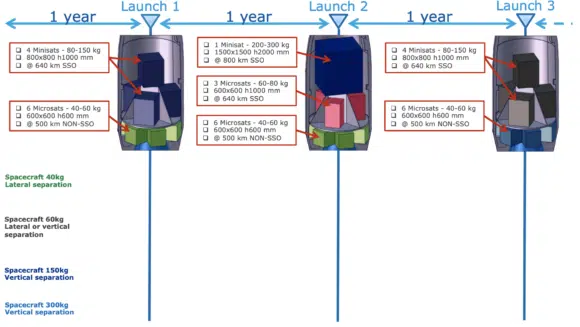 Launch 1
Launch 2
Launch 3
1 year
1 year
1 year
4 Minisats - 80-150 kg
800x800 h1000 mm
@ 640 km SSO
6 Microsats - 40-60 kg
600x600 h600 mm
@ 500 km NON-SSO
1 Minisat - 200-300 kg
1500x1500 h2000 mm
@ 800 km SSO
3 Microsats - 60-80 kg
600x600 h1000 mm
@ 640 km SSO
6 Microsats - 40-60 kg
600x600 h600 mm
@ 500 km NON-SSO
4 Minisats - 80-150 kg
800x800 h1000 mm
@ 640 km SSO
6 Microsats - 40-60 kg
600x600 h600 mm
@ 500 km NON-SSO
Spacecraft 40kg
Lateral separation
Spacecraft 60kg
Lateral or vertical
separation
Spacecraft 150kg
Vertical separation
Spacecraft 300kg
Vertical separation